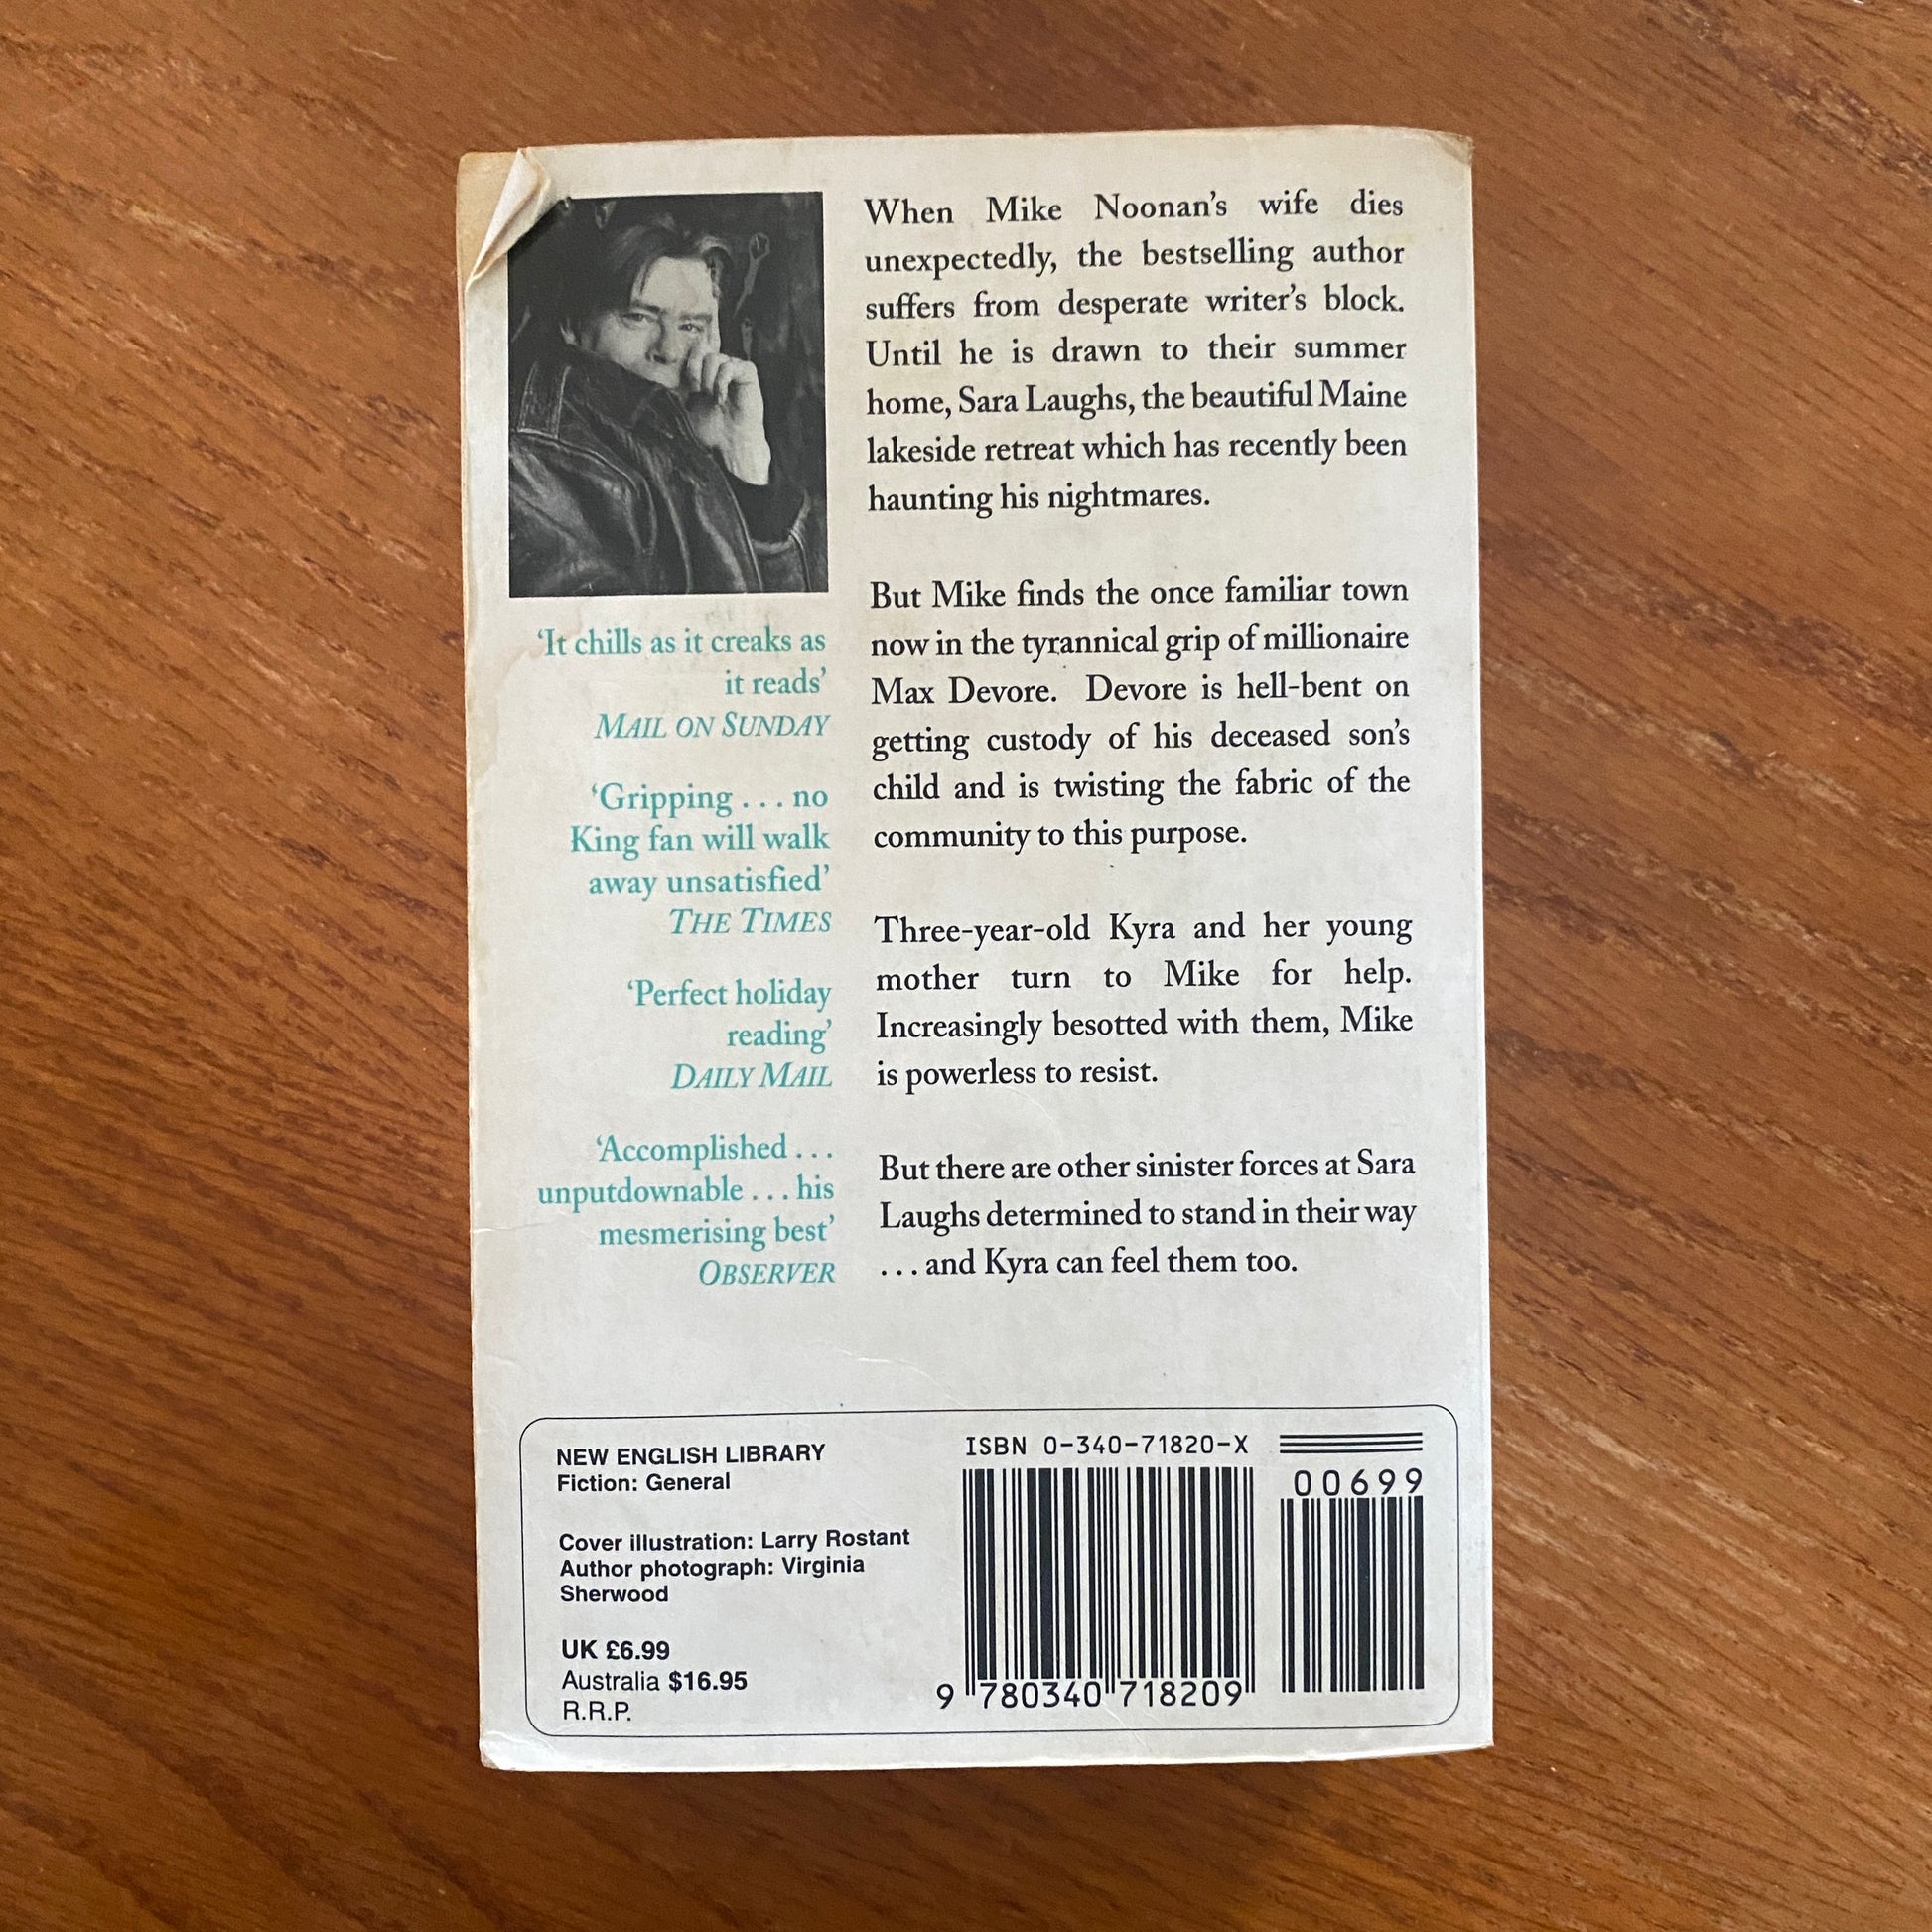 When Mike Noonan’s wife dies
unexpectedly, the bestselling author
suffers from desperate writer’s block.
Until he is drawn to their summer
home, Sara Laughs, the beautiful Maine
lakeside retreat which has recently been
haunting his nightmares.
But Mike finds the once familiar town
now in the tyrannical grip of millionaire
Max Devore. Devore is hell-bent on
getting custody of his deceased son’s
child and is twisting the fabric of the
community to this purpose.
Three-year-old Kyra and her young
mother turn to Mike for help.
Increasingly besotted with them, Mike
is powerless to resist.
But there are other sinister forces at Sara
Laughs determined to stand in their way
. . . and Kyra can feel them too.
‘It chills as it creaks as
it reads’
MAIL ON SUNDAY
‘Gripping . . . no
King fan will walk
away unsatisfied’
THE TIMES
‘Perfect holiday
reading’
DAILY MAIL
‘Accomplished . . .
unputdownable . . . his
mesmerising best’
OBSERVER
NEW ENGLISH LIBRARY
Fiction: General
Cover illustration: Larry Rostant
Author photograph: Virginia
Sherwood
UK £6.99
Australia $16.95
R.R.P.
ISBN 0-340-71820-X
00699
9 780340 718209